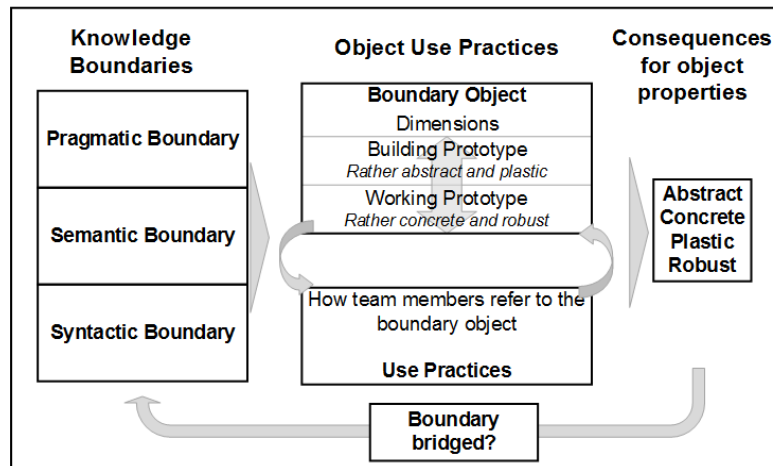 Knowledge
Boundaries
Object Use Practices
Consequences
for object
properties
Pragmatic Boundary
Semantic Boundary
Syntactic Boundary
Boundary Object
Dimensions
Building Prototype
Rather abstract and plastic
Working Prototype
Rather concrete and robust
How team members refer to the
boundary object
Use Practices
Abstract
Concrete
Plastic
Robust
Boundary
bridged?